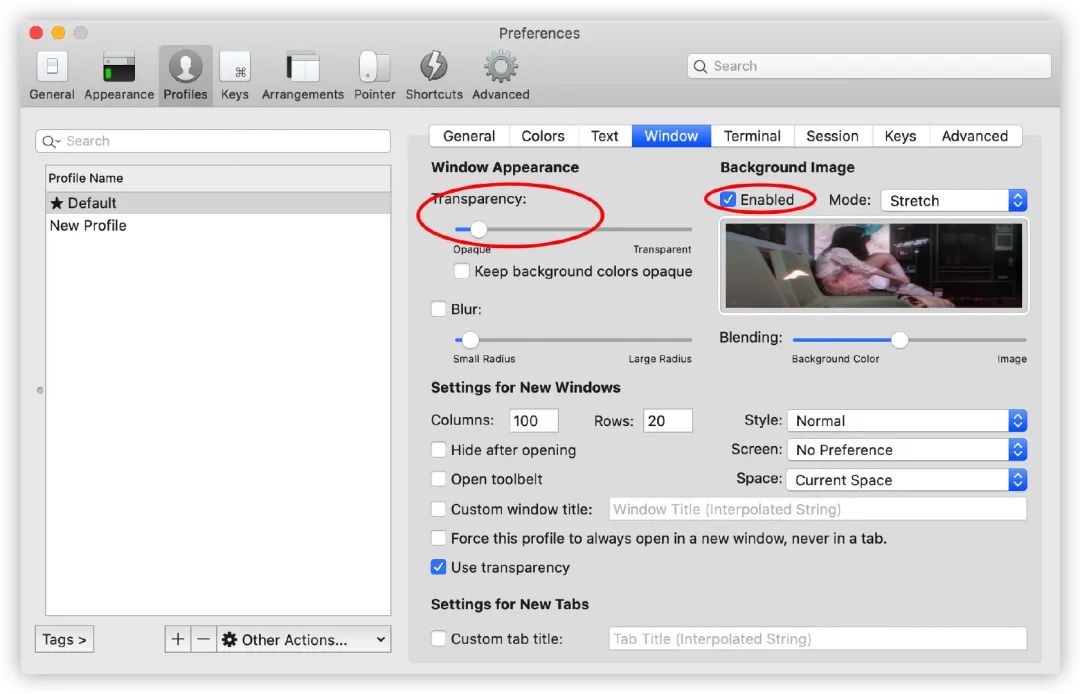 Preferences
General Appearance Profiles Keys Arrangements Pointer Shortcuts Advanced
Search
Search
Profile Name
★ Default
New Profile
Tags >
+ − Other Actions...
General Colors Text Window Terminal Session Keys Advanced
Window Appearance
Transparency:
Opaque Transparent
Keep background colors opaque
Blur:
Small Radius Large Radius
Background Image
Enabled Mode: Stretch
Blending:
Background Color Image
Settings for New Windows
Columns: 100 Rows: 20 Style: Normal
Hide after opening Screen: No Preference
Open toolbelt Space: Current Space
Custom window title: Window Title (Interpolated String)
Force this profile to always open in a new window, never in a tab.
Use transparency
Settings for New Tabs
Custom tab title: Tab Title (Interpolated String)